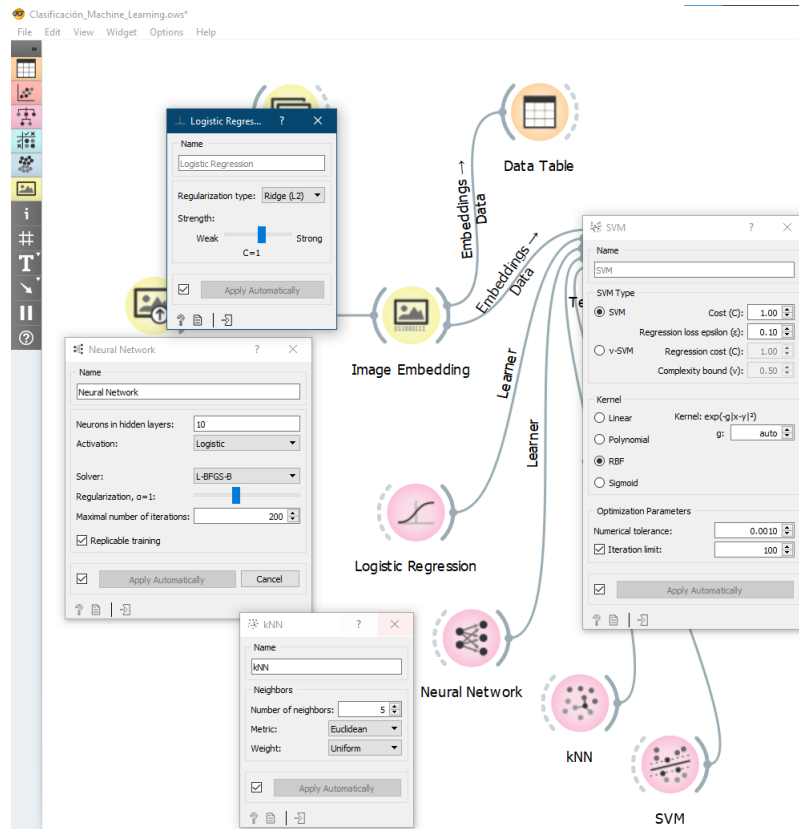 Clasificación_Machine_Learning.ows*
File Edit View Widget Options Help
»
Logistic Regres... ? ×
Name
Logistic Regression
Regularization type: Ridge (L2)
Strength:
Weak Strong
C=1
Apply Automatically
Data Table
Embeddings → Data
Embeddings → Data
Image Embedding
Te
Learner
Learner
Neural Network ? ×
Name
Neural Network
Neurons in hidden layers: 10
Activation: Logistic
Solver: L-BFGS-B
Regularization, α=1:
Maximal number of iterations: 200
Replicable training
Apply Automatically Cancel
SVM ? ×
Name
SVM
SVM Type
SVM Cost (C): 1.00
Regression loss epsilon (ε): 0.10
ν-SVM Regression cost (C): 1.00
Complexity bound (ν): 0.50
Kernel
Linear Kernel: exp(-g|x-y|²)
Polynomial g: auto
RBF
Sigmoid
Optimization Parameters
Numerical tolerance: 0.0010
Iteration limit: 100
Apply Automatically
Logistic Regression
kNN ? ×
Name
kNN
Neighbors
Number of neighbors: 5
Metric: Euclidean
Weight: Uniform
Apply Automatically
Neural Network
kNN
SVM